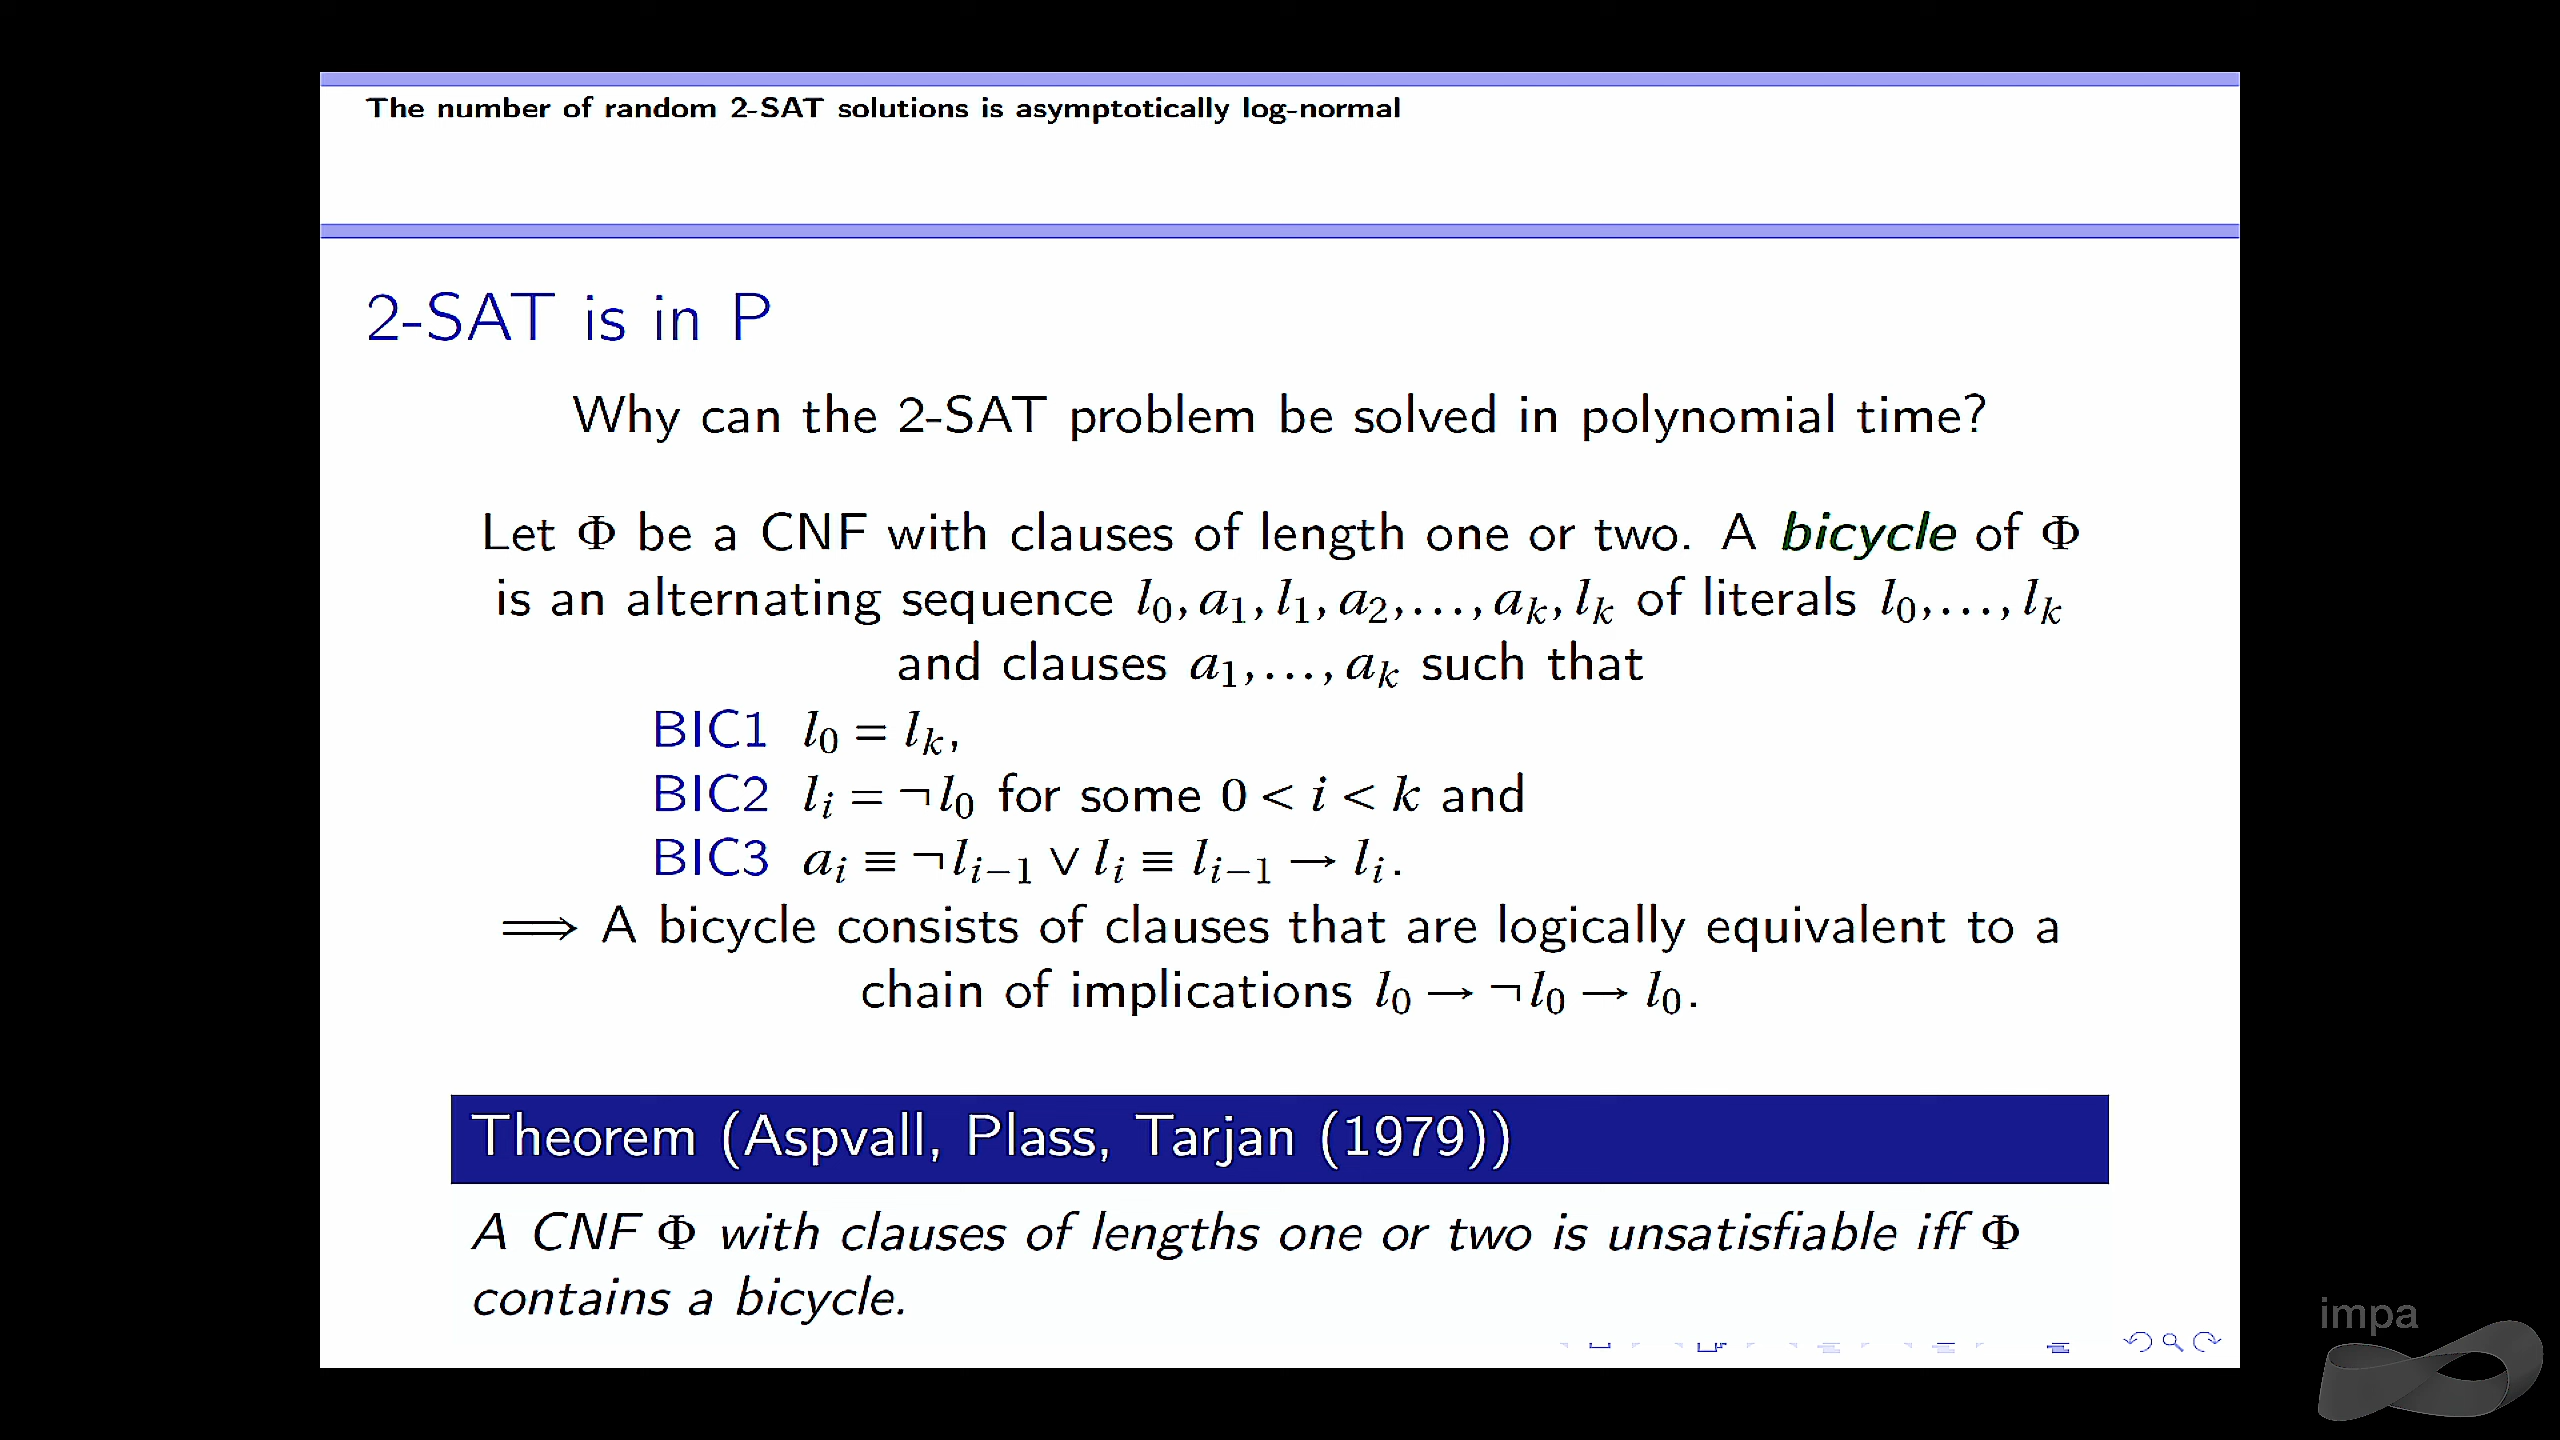 The number of random 2-SAT solutions is asymptotically log-normal
2-SAT is in P
Why can the 2-SAT problem be solved in polynomial time?
Let Φ be a CNF with clauses of length one or two. A bicycle of Φ
is an alternating sequence l₀, a₁, l₁, a₂, …, aₖ, lₖ of literals l₀, …, lₖ
and clauses a₁, …, aₖ such that
BIC1 l₀ = lₖ,
BIC2 lᵢ = ¬l₀ for some 0 < i < k and
BIC3 aᵢ ≡ ¬lᵢ₋₁ ∨ lᵢ ≡ lᵢ₋₁ → lᵢ.
⟹ A bicycle consists of clauses that are logically equivalent to a
chain of implications l₀ → ¬l₀ → l₀.
Theorem (Aspvall, Plass, Tarjan (1979))
A CNF Φ with clauses of lengths one or two is unsatisfiable iff Φ
contains a bicycle.
impa